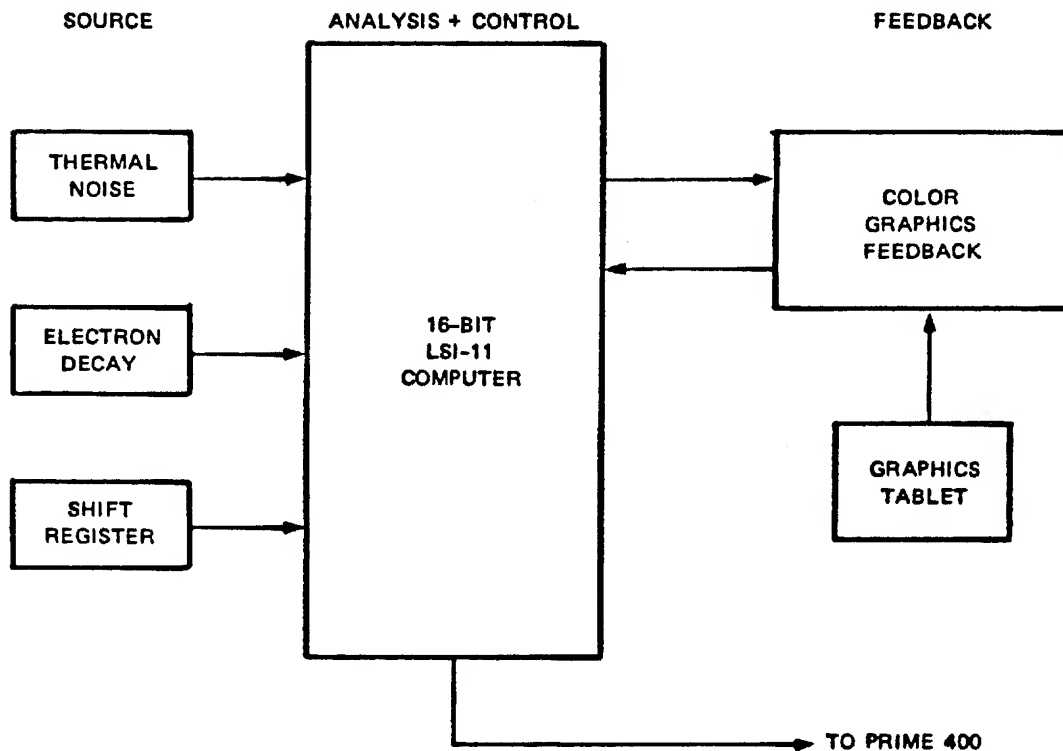 SOURCE
ANALYSIS + CONTROL
FEEDBACK
THERMAL
NOISE
ELECTRON
DECAY
SHIFT
REGISTER
16-BIT
LSI-11
COMPUTER
COLOR
GRAPHICS
FEEDBACK
GRAPHICS
TABLET
TO PRIME 400